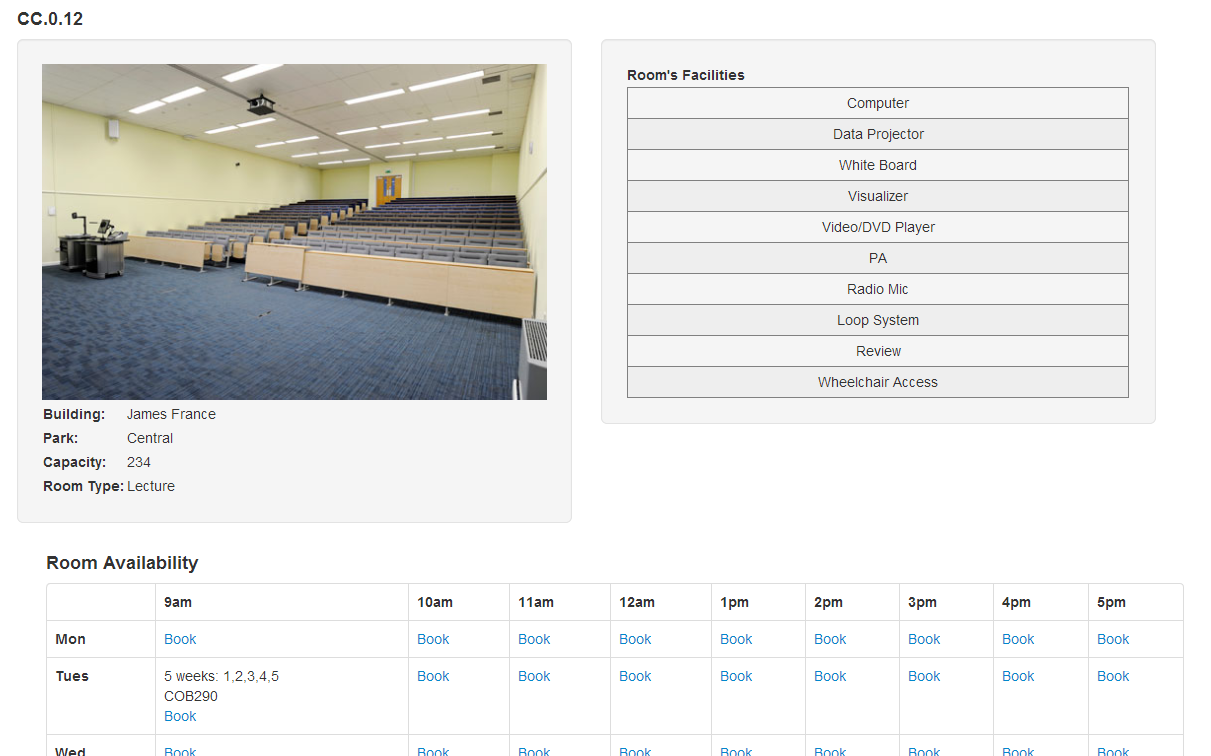 CC.0.12
Building: James France
Park: Central
Capacity: 234
Room Type: Lecture
Room's Facilities
Computer
Data Projector
White Board
Visualizer
Video/DVD Player
PA
Radio Mic
Loop System
Review
Wheelchair Access
Room Availability
9am 10am 11am 12am 1pm 2pm 3pm 4pm 5pm
Mon Book Book Book Book Book Book Book Book Book
Tues 5 weeks: 1,2,3,4,5 Book Book Book Book Book Book Book Book
COB290
Book
Wed Book Book Book Book Book Book Book Book Book